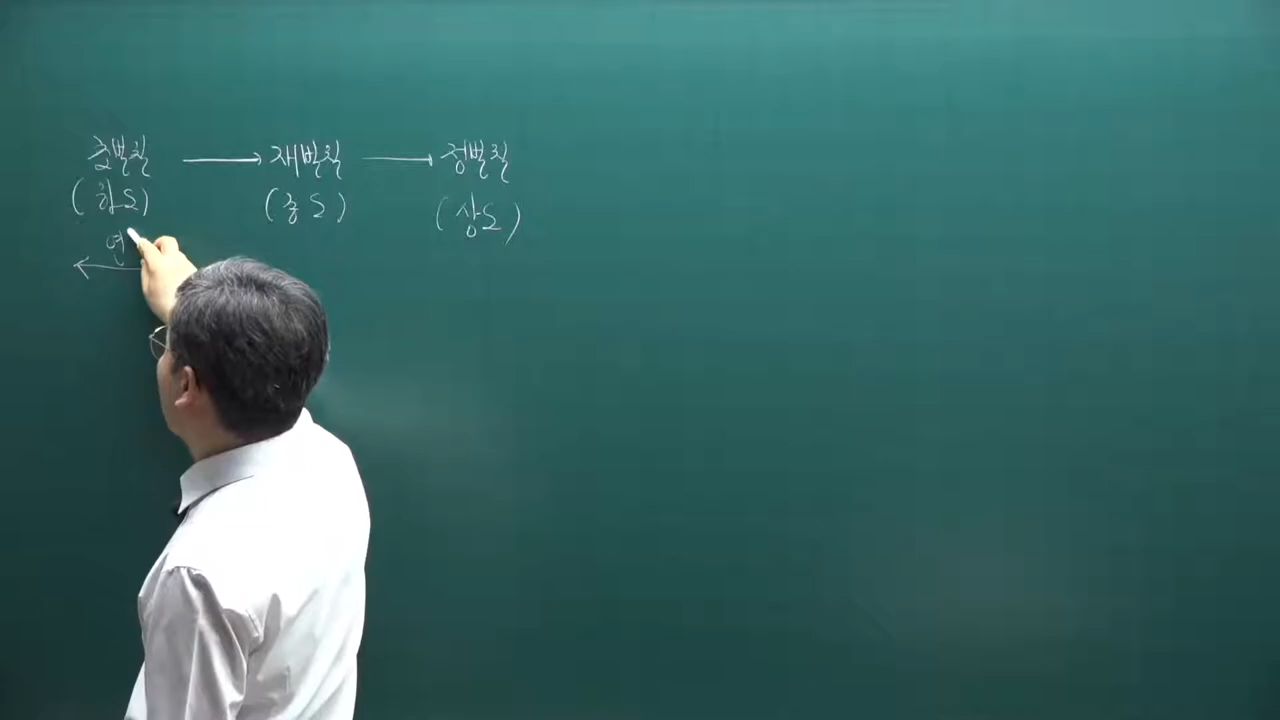 초벌칠 → 재벌칠 → 정벌칠
(하도) (중도) (상도)
연
←